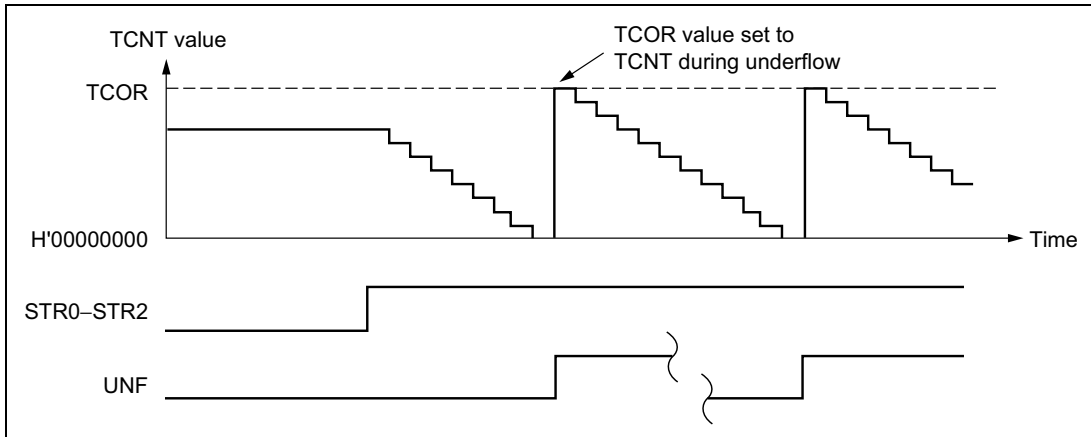 TCNT value
TCOR value set to
TCNT during underflow
TCOR
H'00000000
Time
STR0–STR2
UNF